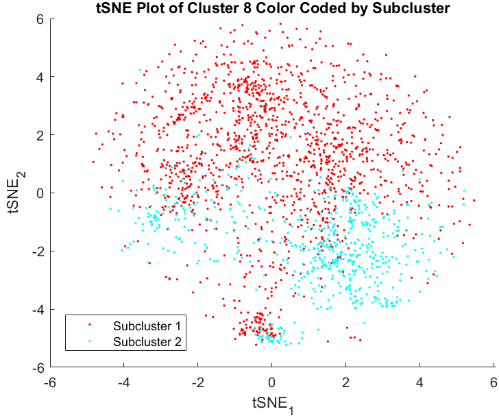 tSNE Plot of Cluster 8 Color Coded by Subcluster
6
4
2
0
-2
-4
-6
tSNE2
Subcluster 1
Subcluster 2
-6 -4 -2 0 2 4 6
tSNE1